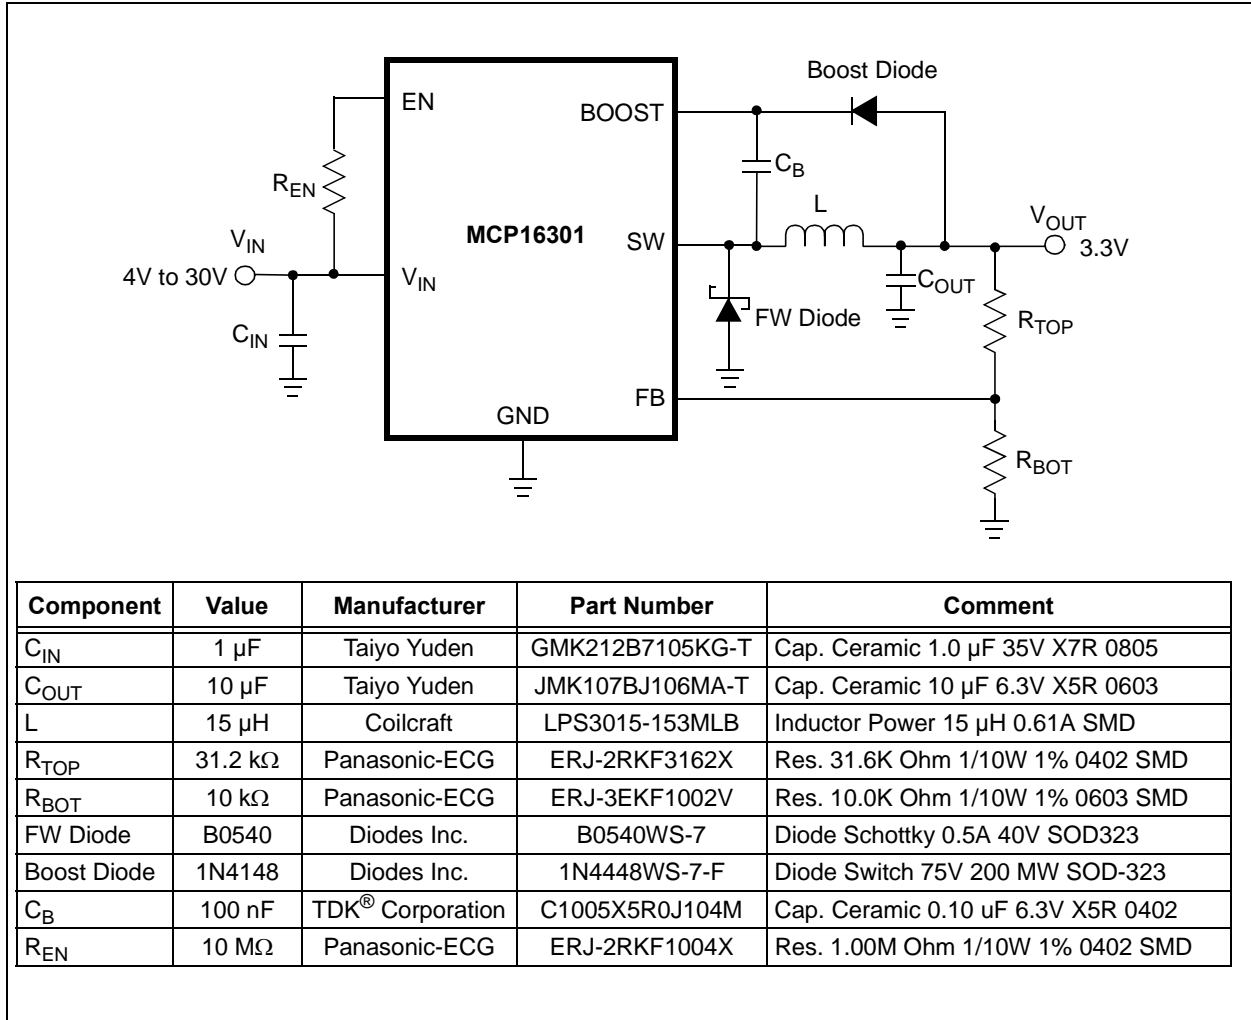 Boost Diode
EN
BOOST
C_B
R_EN
L
V_OUT
MCP16301
SW
V_IN
3.3V
4V to 30V
V_IN
C_OUT
FW Diode
R_TOP
C_IN
FB
GND
R_BOT
Component Value Manufacturer Part Number Comment
C_IN 1 µF Taiyo Yuden GMK212B7105KG-T Cap. Ceramic 1.0 µF 35V X7R 0805
C_OUT 10 µF Taiyo Yuden JMK107BJ106MA-T Cap. Ceramic 10 µF 6.3V X5R 0603
L 15 µH Coilcraft LPS3015-153MLB Inductor Power 15 µH 0.61A SMD
R_TOP 31.2 kΩ Panasonic-ECG ERJ-2RKF3162X Res. 31.6K Ohm 1/10W 1% 0402 SMD
R_BOT 10 kΩ Panasonic-ECG ERJ-3EKF1002V Res. 10.0K Ohm 1/10W 1% 0603 SMD
FW Diode B0540 Diodes Inc. B0540WS-7 Diode Schottky 0.5A 40V SOD323
Boost Diode 1N4148 Diodes Inc. 1N4448WS-7-F Diode Switch 75V 200 MW SOD-323
C_B 100 nF TDK® Corporation C1005X5R0J104M Cap. Ceramic 0.10 uF 6.3V X5R 0402
R_EN 10 MΩ Panasonic-ECG ERJ-2RKF1004X Res. 1.00M Ohm 1/10W 1% 0402 SMD